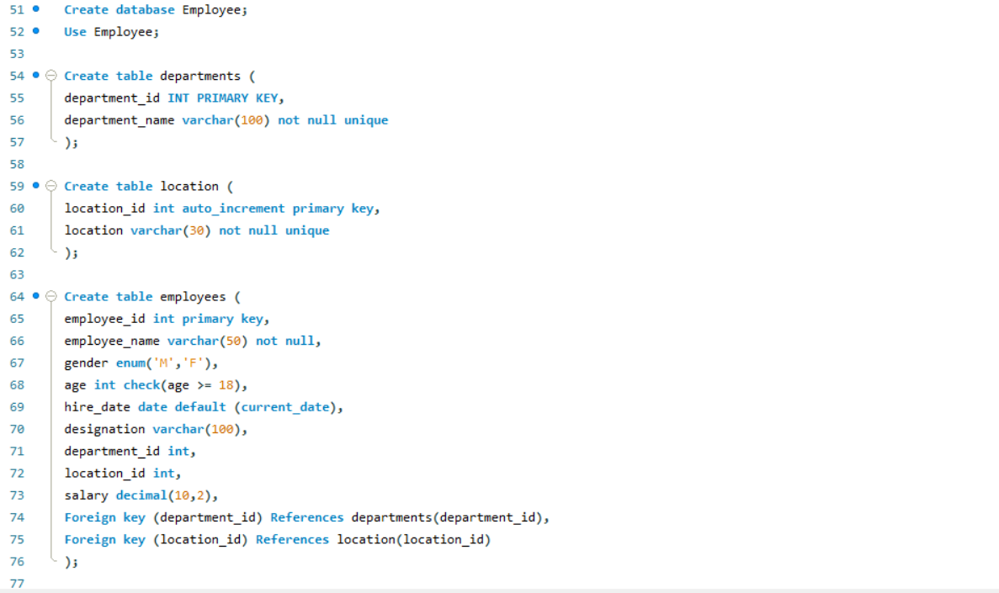 51 Create database Employee;
52 Use Employee;
53
54 Create table departments (
55 department_id INT PRIMARY KEY,
56 department_name varchar(100) not null unique
57 );
58
59 Create table location (
60 location_id int auto_increment primary key,
61 location varchar(30) not null unique
62 );
63
64 Create table employees (
65 employee_id int primary key,
66 employee_name varchar(50) not null,
67 gender enum('M','F'),
68 age int check(age >= 18),
69 hire_date date default (current_date),
70 designation varchar(100),
71 department_id int,
72 location_id int,
73 salary decimal(10,2),
74 Foreign key (department_id) References departments(department_id),
75 Foreign key (location_id) References location(location_id)
76 );
77